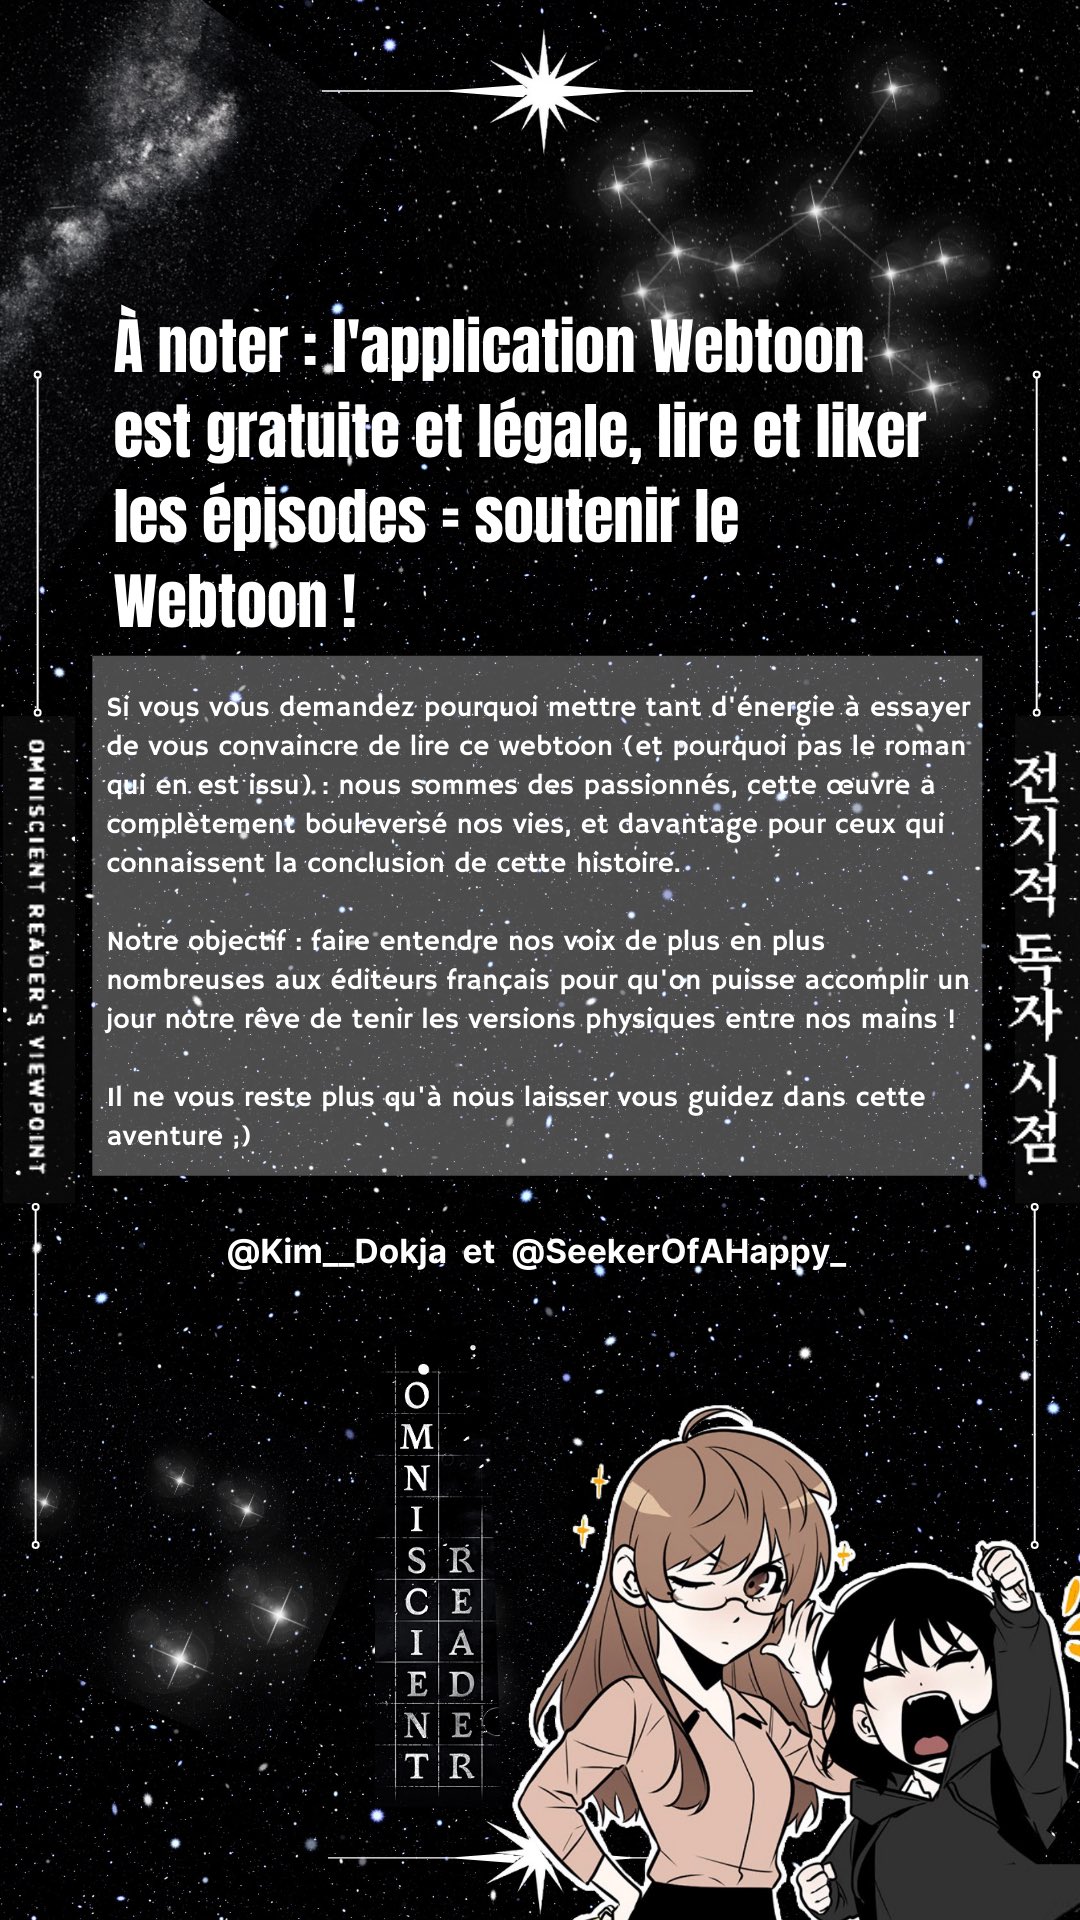 À noter : l'application Webtoon
est gratuite et légale, lire et liker
les épisodes = soutenir le
Webtoon !
Si vous vous demandez pourquoi mettre tant d'énergie à essayer
de vous convaincre de lire ce webtoon (et pourquoi pas le roman
qui en est issu) : nous sommes des passionnés, cette œuvre a
complètement bouleversé nos vies, et davantage pour ceux qui
connaissent la conclusion de cette histoire.
Notre objectif : faire entendre nos voix de plus en plus
nombreuses aux éditeurs français pour qu'on puisse accomplir un
jour notre rêve de tenir les versions physiques entre nos mains !
Il ne vous reste plus qu'à nous laisser vous guidez dans cette
aventure ;)
OMNISCIENT READER'S VIEWPOINT
전지적 독자 시점
@Kim__Dokja et @SeekerOfAHappy_
OMNISCIENT
READER